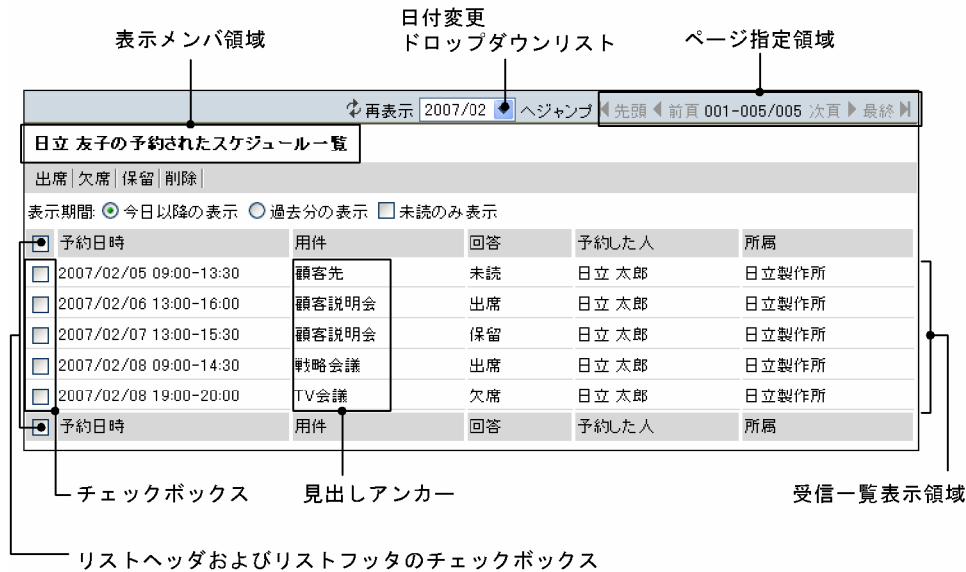 日付変更
表示メンバ領域
ドロップダウンリスト
ページ指定領域
再表示 2007/02 へジャンプ 先頭 前頁 001-005/005 次頁 最終
日立 友子の予約されたスケジュール一覧
出席|欠席|保留|削除|
表示期間: 今日以降の表示 過去分の表示 未読のみ表示
予約日時 用件 回答 予約した人 所属
2007/02/05 09:00-13:30 顧客先 未読 日立 太郎 日立製作所
2007/02/06 13:00-16:00 顧客説明会 出席 日立 太郎 日立製作所
2007/02/07 13:00-15:30 顧客説明会 保留 日立 太郎 日立製作所
2007/02/08 09:00-14:30 戦略会議 出席 日立 太郎 日立製作所
2007/02/08 19:00-20:00 TV会議 欠席 日立 太郎 日立製作所
予約日時 用件 回答 予約した人 所属
チェックボックス 見出しアンカー 受信一覧表示領域
リストヘッダおよびリストフッタのチェックボックス